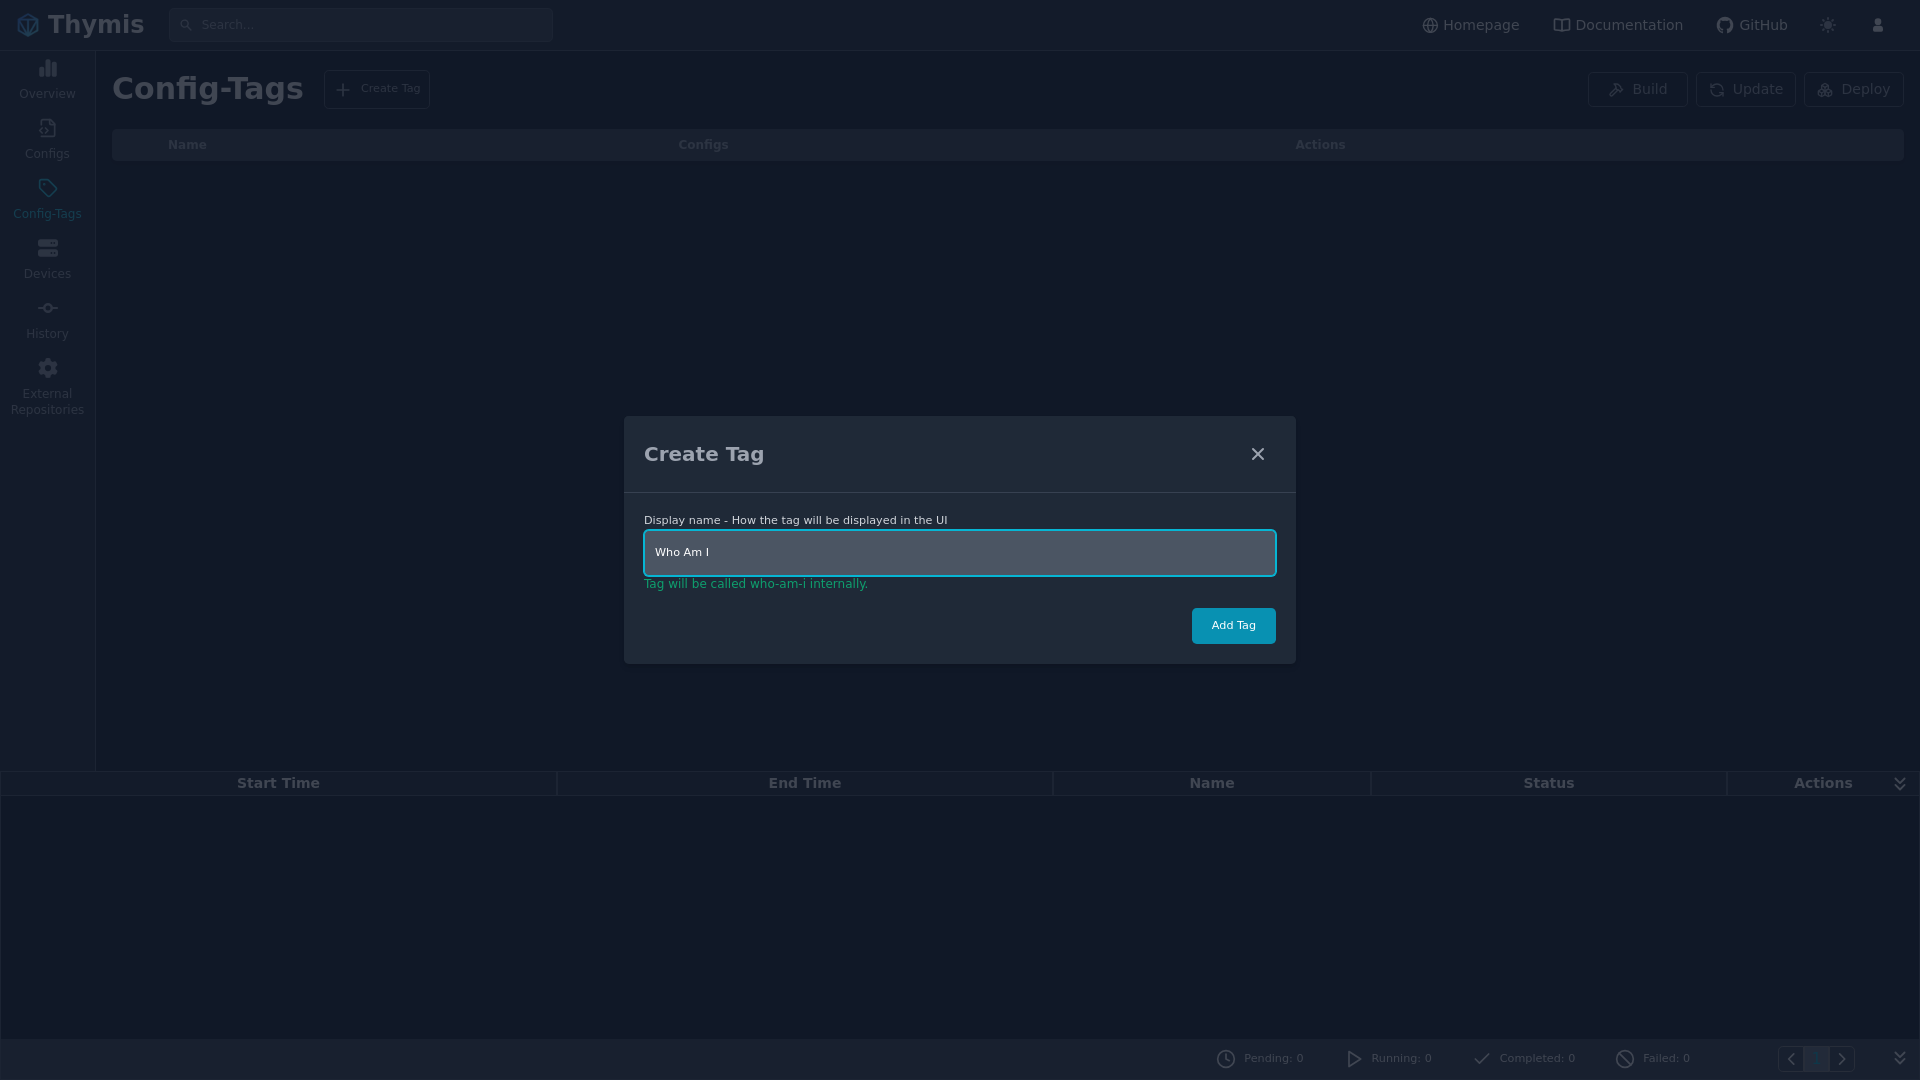 Thymis
Search...
Homepage
Documentation
GitHub
Overview
Configs
Config-Tags
Devices
History
External
Repositories
Config-Tags
Create Tag
Build
Update
Deploy
Name
Configs
Actions
Create Tag
Display name - How the tag will be displayed in the UI
Who Am I
Tag will be called who-am-i internally.
Add Tag
Start Time
End Time
Name
Status
Actions
Pending: 0
Running: 0
Completed: 0
Failed: 0